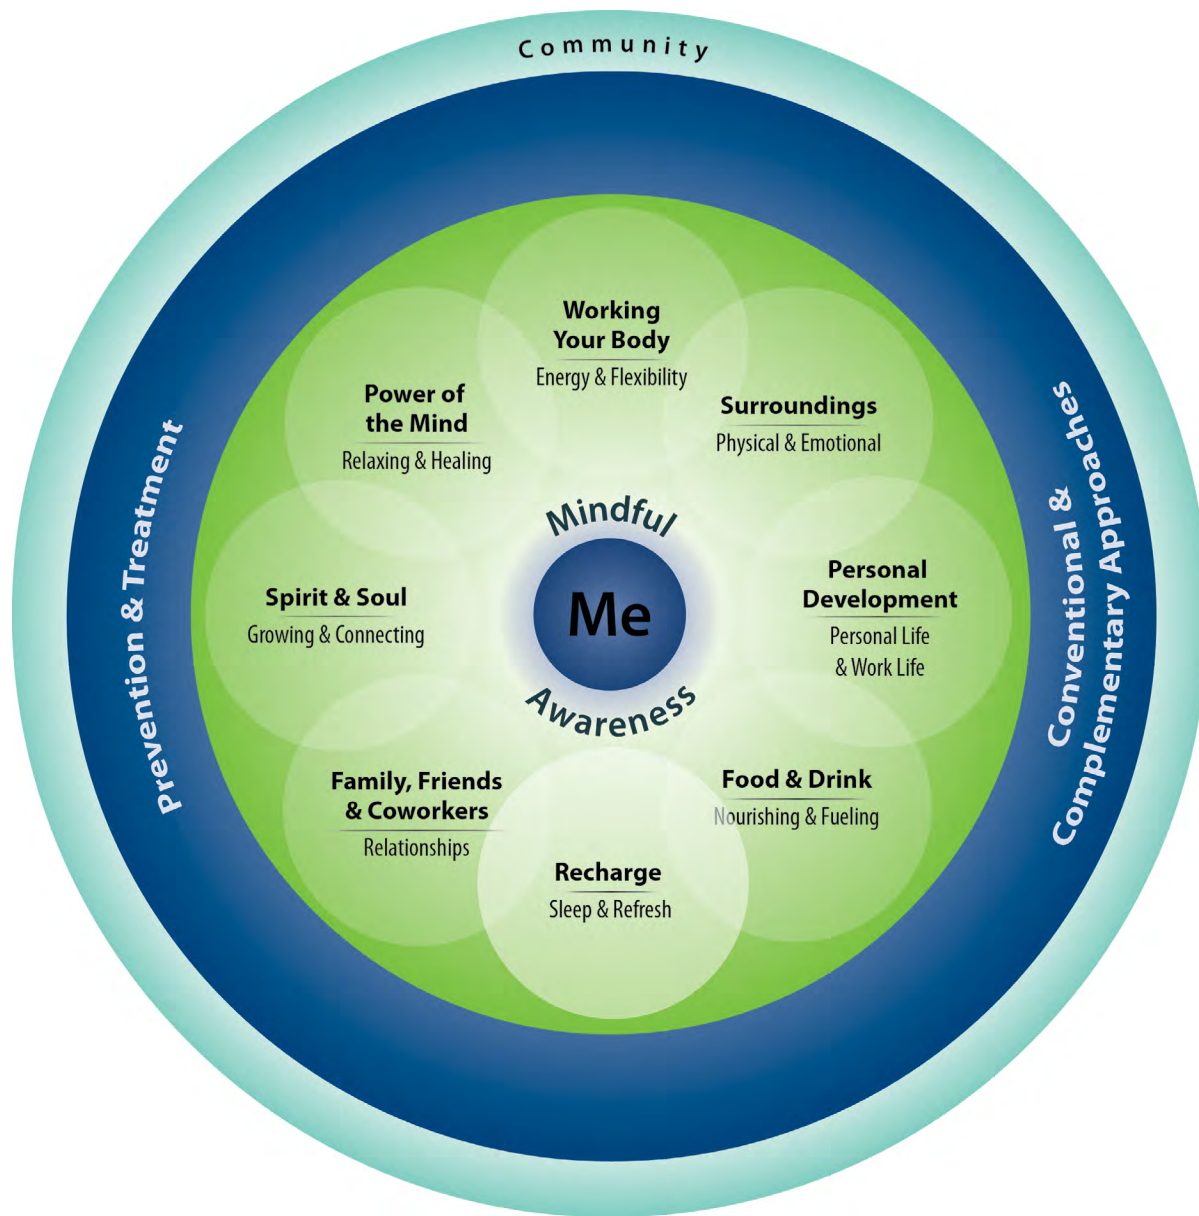 Community
Working
Your Body
Energy & Flexibility
Surroundings
Physical & Emotional
Personal
Development
Personal Life
& Work Life
Food & Drink
Nourishing & Fueling
Recharge
Sleep & Refresh
Family, Friends
& Coworkers
Relationships
Spirit & Soul
Growing & Connecting
Power of
the Mind
Relaxing & Healing
Mindful
Me
Awareness
Prevention & Treatment
Conventional &
Complementary Approaches